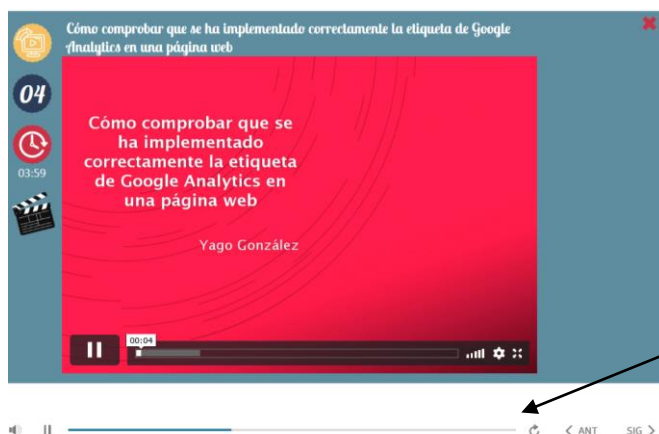 Cómo comprobar que se ha implementado correctamente la etiqueta de Google
Analytics en una página web
04
03:59
Cómo comprobar que se
ha implementado
correctamente la etiqueta
de Google Analytics en
una página web
Yago González
00:04
ANT
SIG